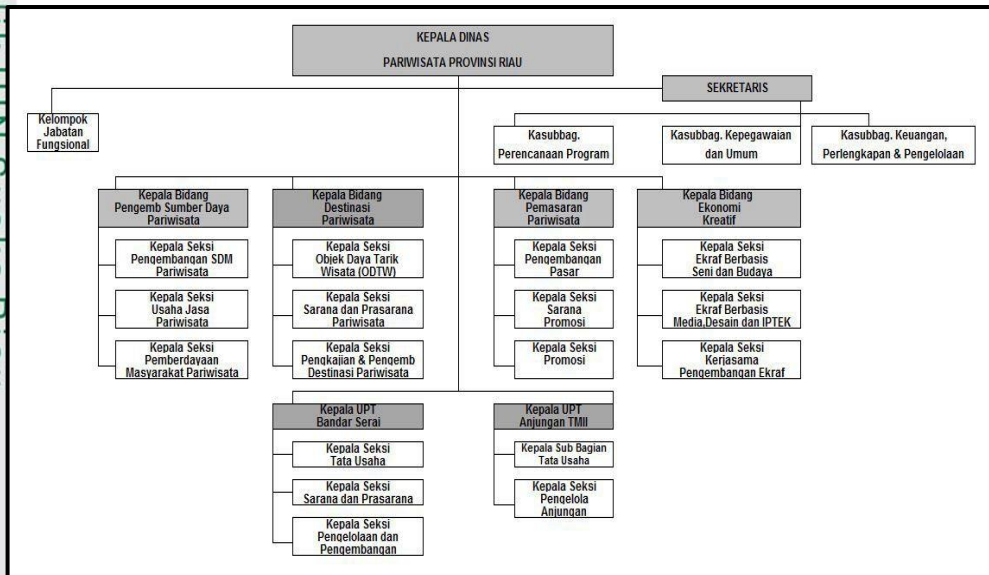 KEPALA DINAS
PARIWISATA PROVINSI RIAU
SEKRETARIS
Kelompok
Jabatan
Fungsional
Kasubbag.
Perencanaan Program
Kasubbag. Kepegawaian
dan Umum
Kasubbag. Keuangan,
Perlengkapan & Pengelolaan
Kepala Bidang
Pengemb Sumber Daya
Pariwisata
Kepala Seksi
Pengembangan SDM
Pariwisata
Kepala Seksi
Usaha Jasa
Pariwisata
Kepala Seksi
Pemberdayaan
Masyarakat Pariwisata
Kepala Bidang
Destinasi
Pariwisata
Kepala Seksi
Objek Daya Tarik
Wisata (ODTW)
Kepala Seksi
Sarana dan Prasarana
Pariwisata
Kepala Seksi
Pengkajian & Pengemb
Destinasi Pariwisata
Kepala Bidang
Pemasaran
Pariwisata
Kepala Seksi
Pengembangan
Pasar
Kepala Seksi
Sarana
Promosi
Kepala Seksi
Promosi
Kepala Bidang
Ekonomi
Kreatif
Kepala Seksi
Ekraf Berbasis
Seni dan Budaya
Kepala Seksi
Ekraf Berbasis
Media,Desain dan IPTEK
Kepala Seksi
Kerjasama
Pengembangan Ekraf
Kepala UPT
Bandar Serai
Kepala Seksi
Tata Usaha
Kepala Seksi
Sarana dan Prasarana
Kepala Seksi
Pengelolaan dan
Pengembangan
Kepala UPT
Anjungan TMII
Kepala Sub Bagian
Tata Usaha
Kepala Seksi
Pengelola
Anjungan